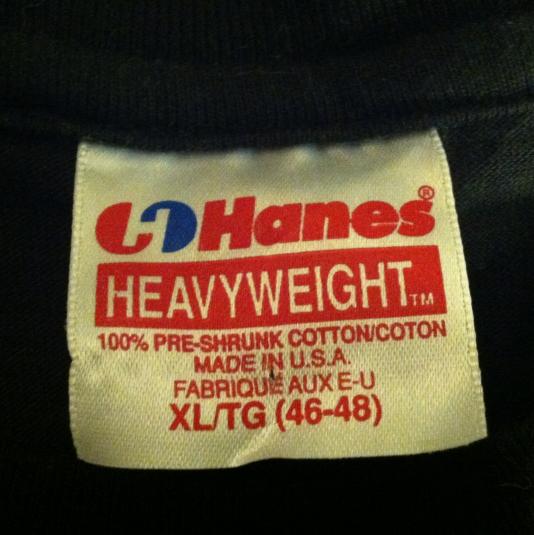 Hanes®
HEAVYWEIGHT™
100% PRE-SHRUNK COTTON/COTON
MADE IN U.S.A.
FABRIQUE AUX E-U
XL/TG (46-48)